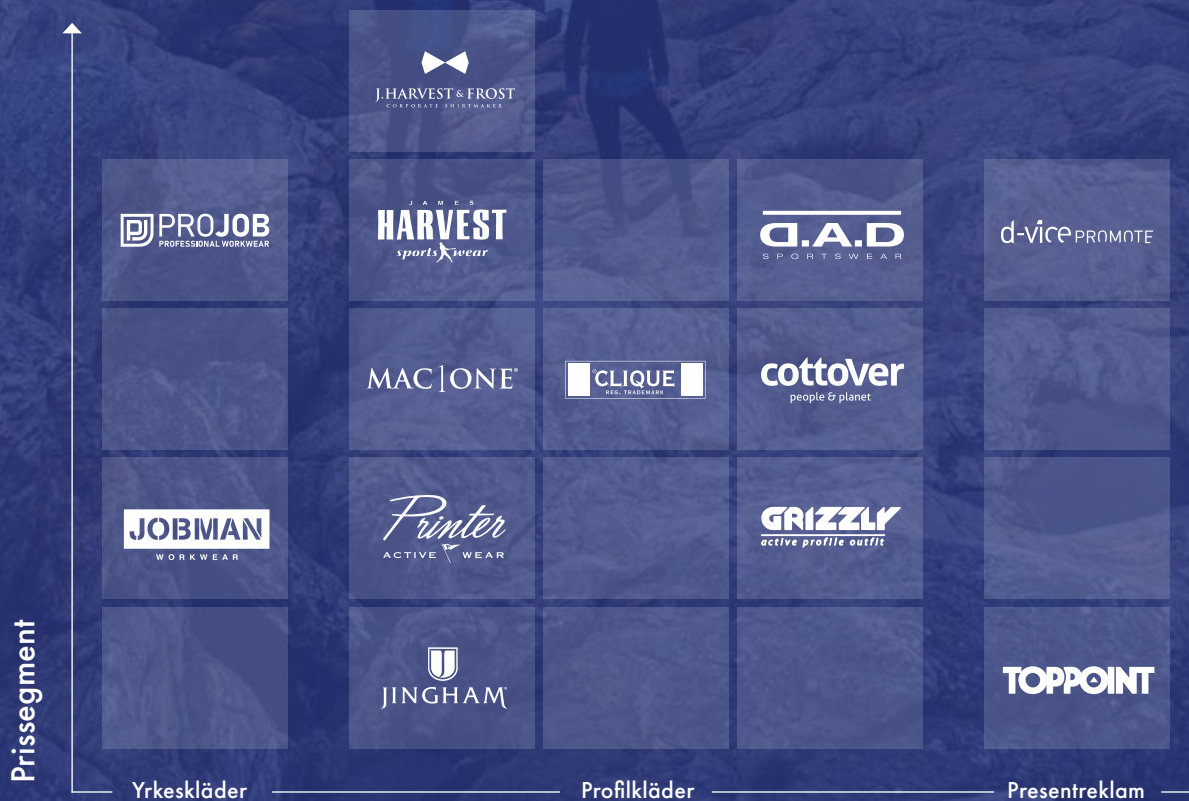 J.HARVEST & FROST
CORPORATE SHIRTMAKER
PJ PROJOB
PROFESSIONAL WORKWEAR
JAMES
HARVEST
sportswear
D.A.D
SPORTSWEAR
d-vice PROMOTE
MAC|ONE®
®CLIQUE
REG. TRADEMARK
cottoVer
people & planet
JOBMAN
WORKWEAR
Printer
ACTIVE WEAR
GRIZZLY
active profile outfit
JINGHAM
TOPPOINT
Prissegment
Yrkeskläder
Profilkläder
Presentreklam